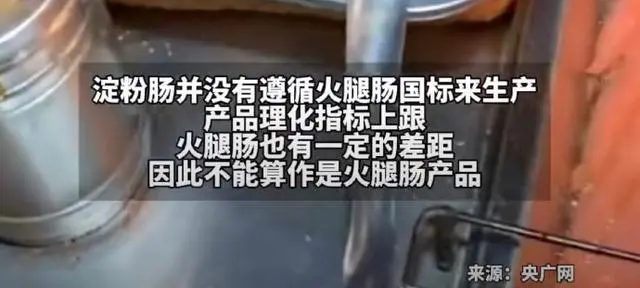 淀粉肠并没有遵循火腿肠国标来生产
产品理化指标上跟
火腿肠也有一定的差距
因此不能算作是火腿肠产品
来源：央广网